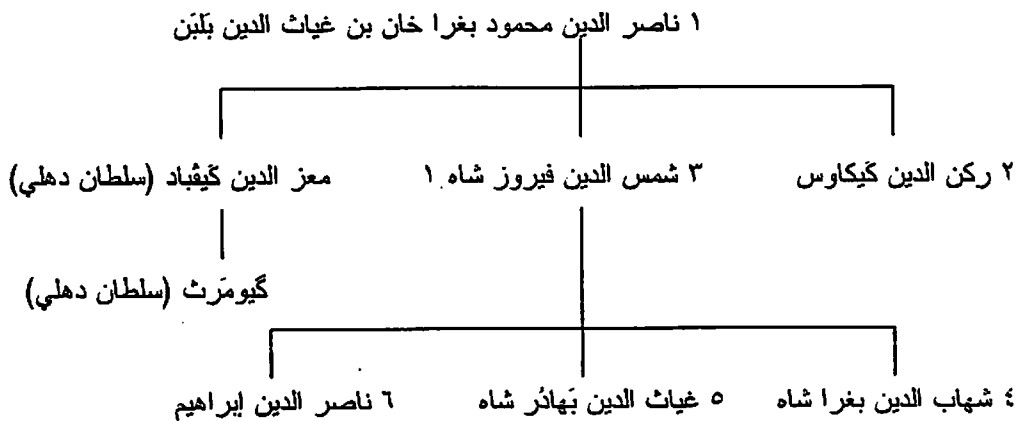 ١ ناصر الدين محمود بغرا خان بن غياث الدين بَلبَن
٢ ركن الدين كَيكاوس ٣ شمس الدين فيروز شاه ١ معز الدين كَيقُباد (سلطان دهلي)
گيومَرث (سلطان دهلي)
٤ شهاب الدين بغرا شاه ٥ غياث الدين بَهادُر شاه ٦ ناصر الدين إبراهيم